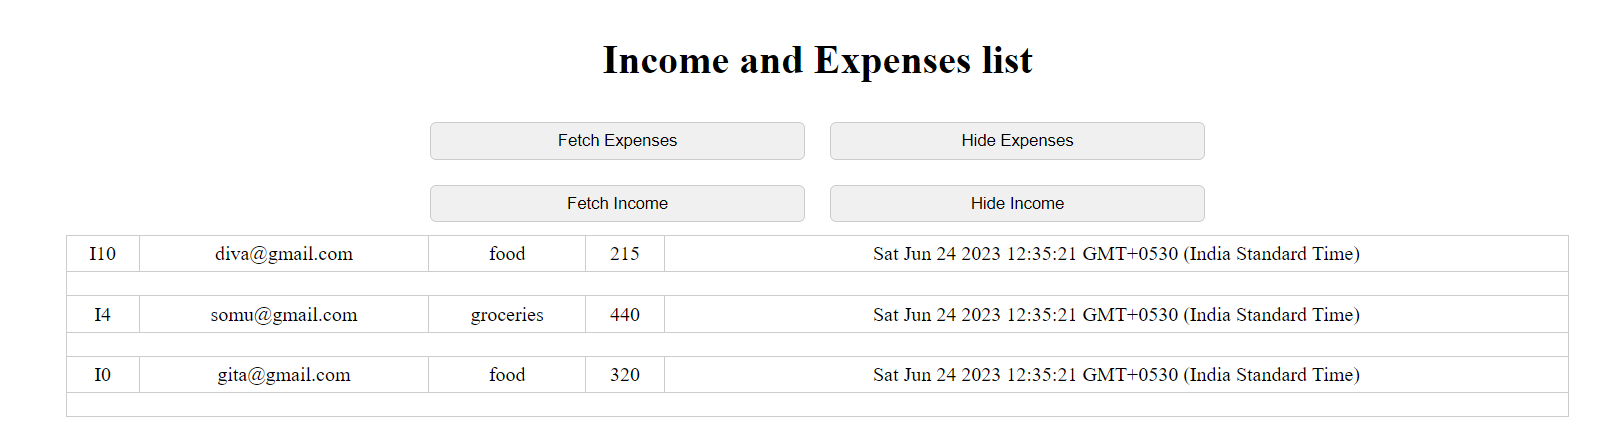 Income and Expenses list
Fetch Expenses Hide Expenses
Fetch Income Hide Income
I10 diva@gmail.com food 215 Sat Jun 24 2023 12:35:21 GMT+0530 (India Standard Time)
I4 somu@gmail.com groceries 440 Sat Jun 24 2023 12:35:21 GMT+0530 (India Standard Time)
I0 gita@gmail.com food 320 Sat Jun 24 2023 12:35:21 GMT+0530 (India Standard Time)